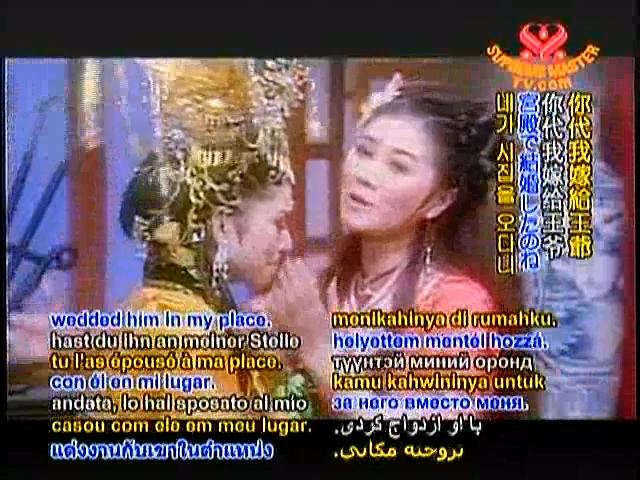 SUPREME MASTER
TV.com
你代我嫁給王爺
你代我嫁给王爷
宮殿で結婚したのね
내가 시집을 오더니
wedded him in my place.
hast du ihn an meiner Stelle
tu l'as épousé à ma place.
con él en mi lugar.
andata, lo hai sposato al mio
casou com ele em meu lugar.
แต่งงานกับเขาในตำแหน่ง
menikahinya di rumahku.
helyettem mentél hozzá.
түүнтэй миний оронд
kamu kahwininya untuk
за него вместо меня.
با او ازدواج کردی.
تزوجته مكاني.